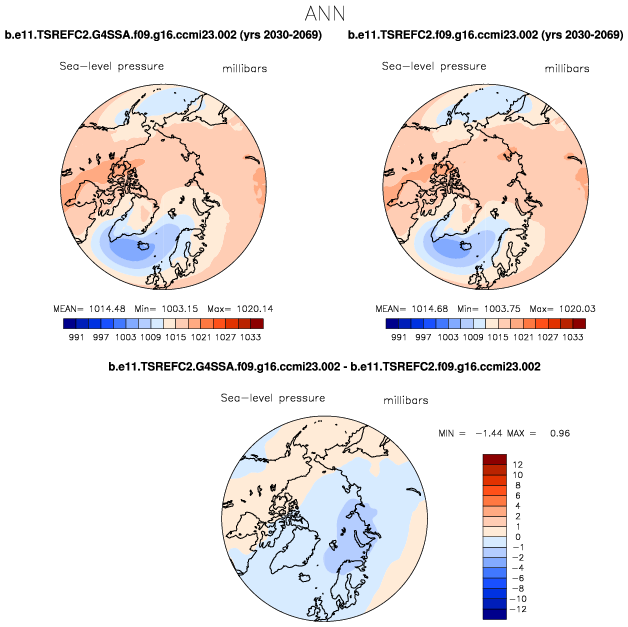 ANN
b.e11.TSREFC2.G4SSA.f09.g16.ccmi23.002 (yrs 2030-2069)
b.e11.TSREFC2.f09.g16.ccmi23.002 (yrs 2030-2069)
Sea-level pressure millibars
Sea-level pressure millibars
MEAN= 1014.48 Min= 1003.15 Max= 1020.14
MEAN= 1014.68 Min= 1003.75 Max= 1020.03
991 997 1003 1009 1015 1021 1027 1033
991 997 1003 1009 1015 1021 1027 1033
b.e11.TSREFC2.G4SSA.f09.g16.ccmi23.002 - b.e11.TSREFC2.f09.g16.ccmi23.002
Sea-level pressure millibars
MIN = -1.44 MAX = 0.96
12
10
8
6
4
2
1
0
-1
-2
-4
-6
-8
-10
-12